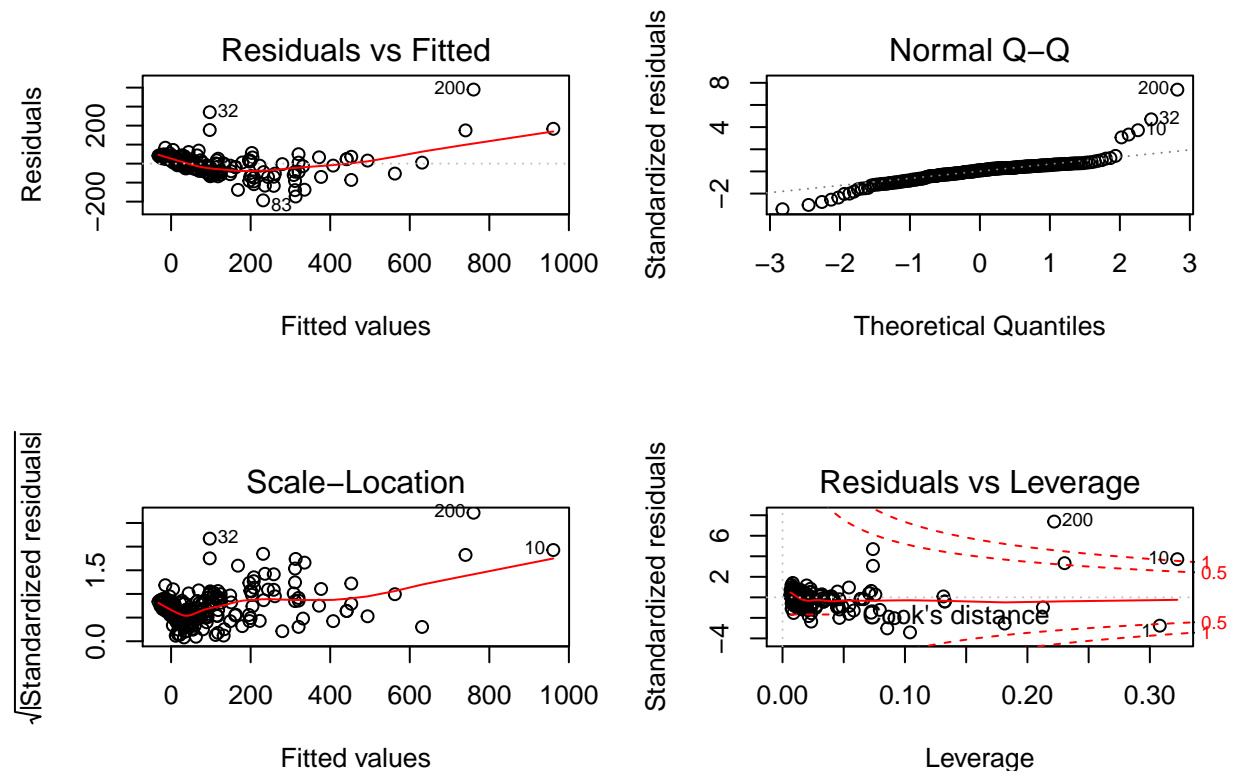 Residuals vs Fitted
Residuals
200
−200
200
32
83
0 200 400 600 800 1000
Fitted values
Normal Q−Q
Standardized residuals
8
4
−2
200
32
10
−3 −2 −1 0 1 2 3
Theoretical Quantiles
Scale−Location
√|Standardized residuals|
1.5
0.0
200
32
10
0 200 400 600 800 1000
Fitted values
Residuals vs Leverage
Standardized residuals
6
2
−4
200
10
1
ok's distance
1
0.5
0.5
1
0.00 0.10 0.20 0.30
Leverage